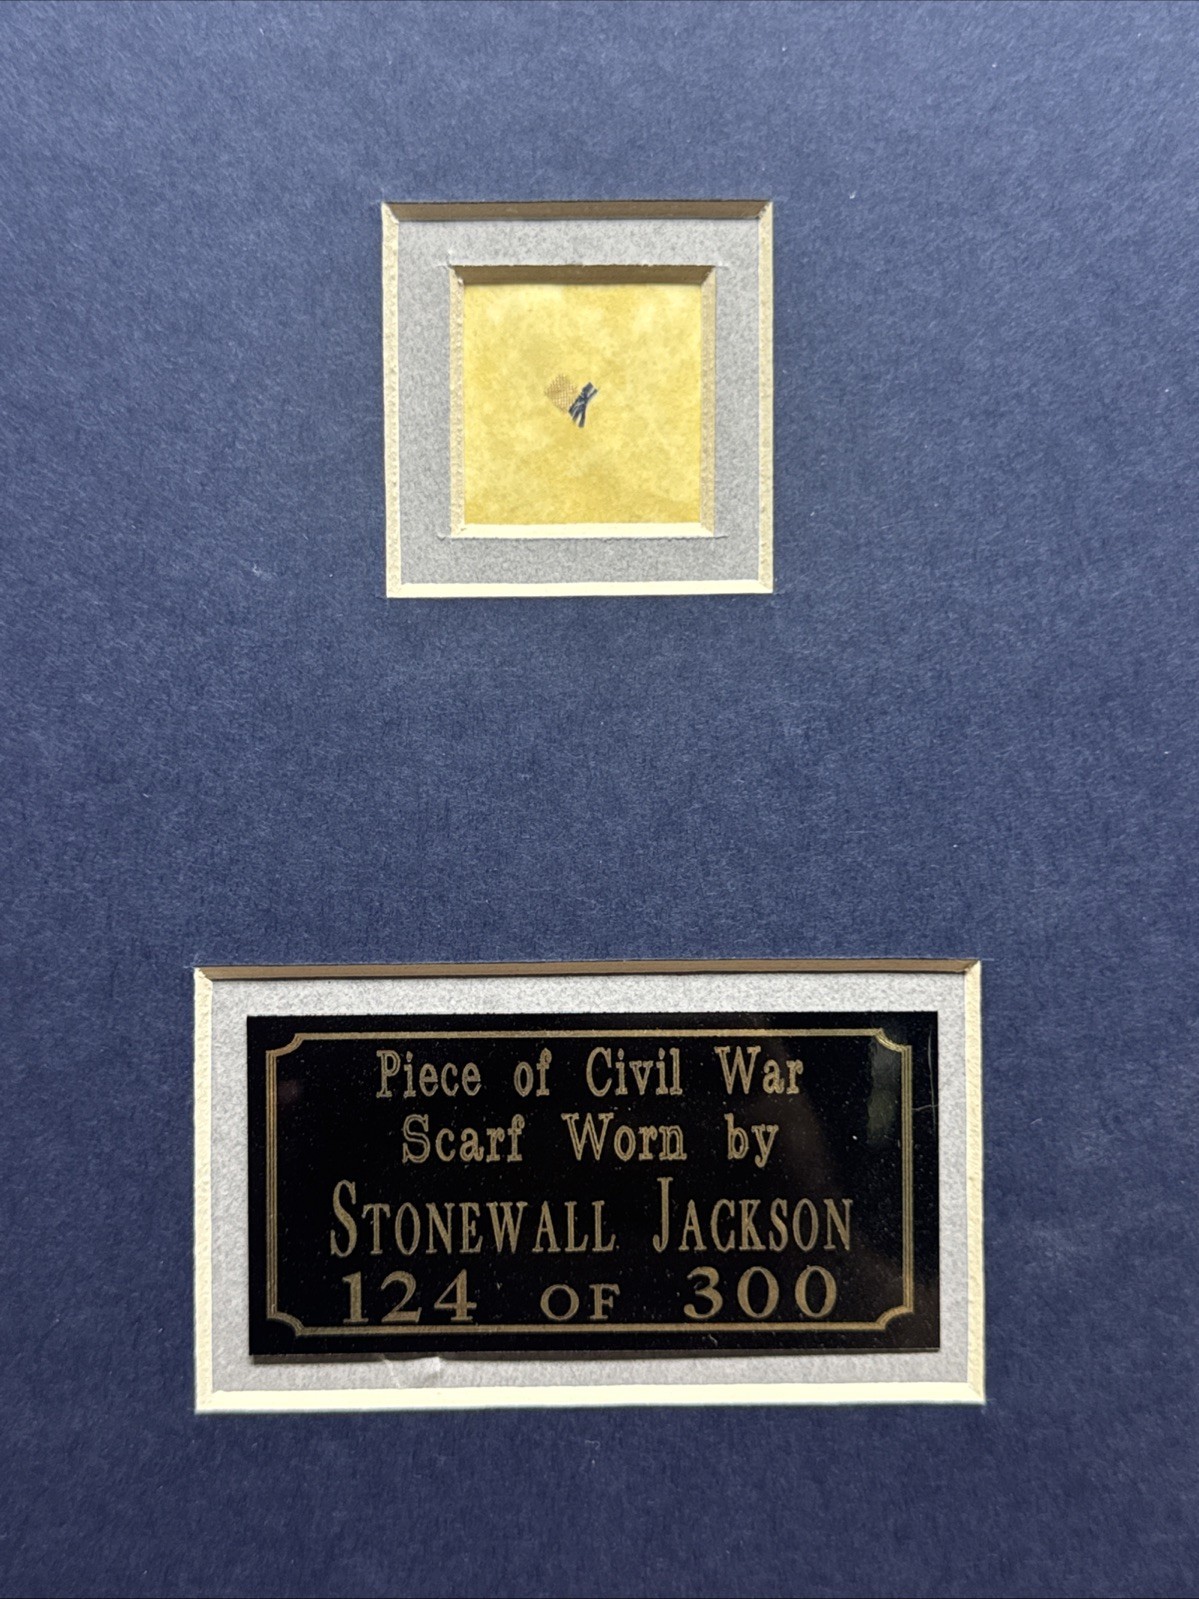 Piece of Civil War
Scarf Worn by
STONEWALL JACKSON
124 OF 300